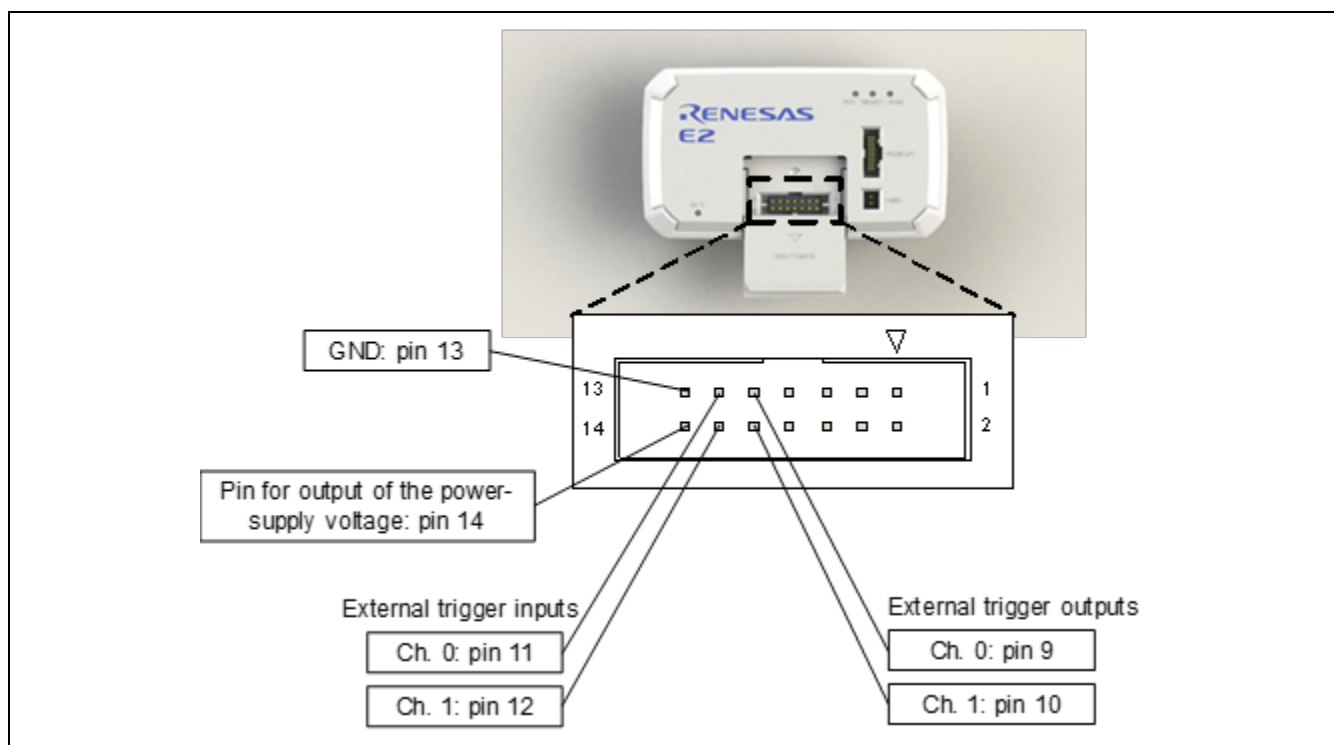 RENESAS
E2
GND: pin 13
13
1
14
2
Pin for output of the power-
supply voltage: pin 14
External trigger inputs
Ch. 0: pin 11
Ch. 1: pin 12
External trigger outputs
Ch. 0: pin 9
Ch. 1: pin 10